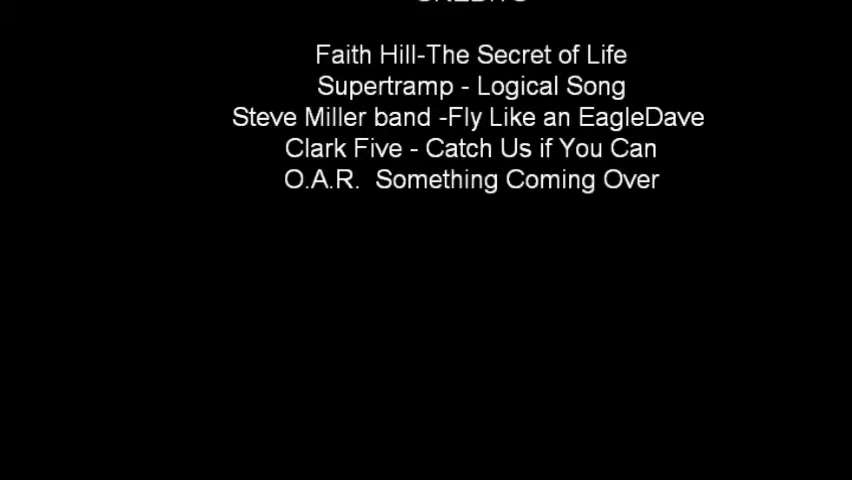 CREDITS
Faith Hill-The Secret of Life
Supertramp - Logical Song
Steve Miller band -Fly Like an EagleDave
Clark Five - Catch Us if You Can
O.A.R.  Something Coming Over